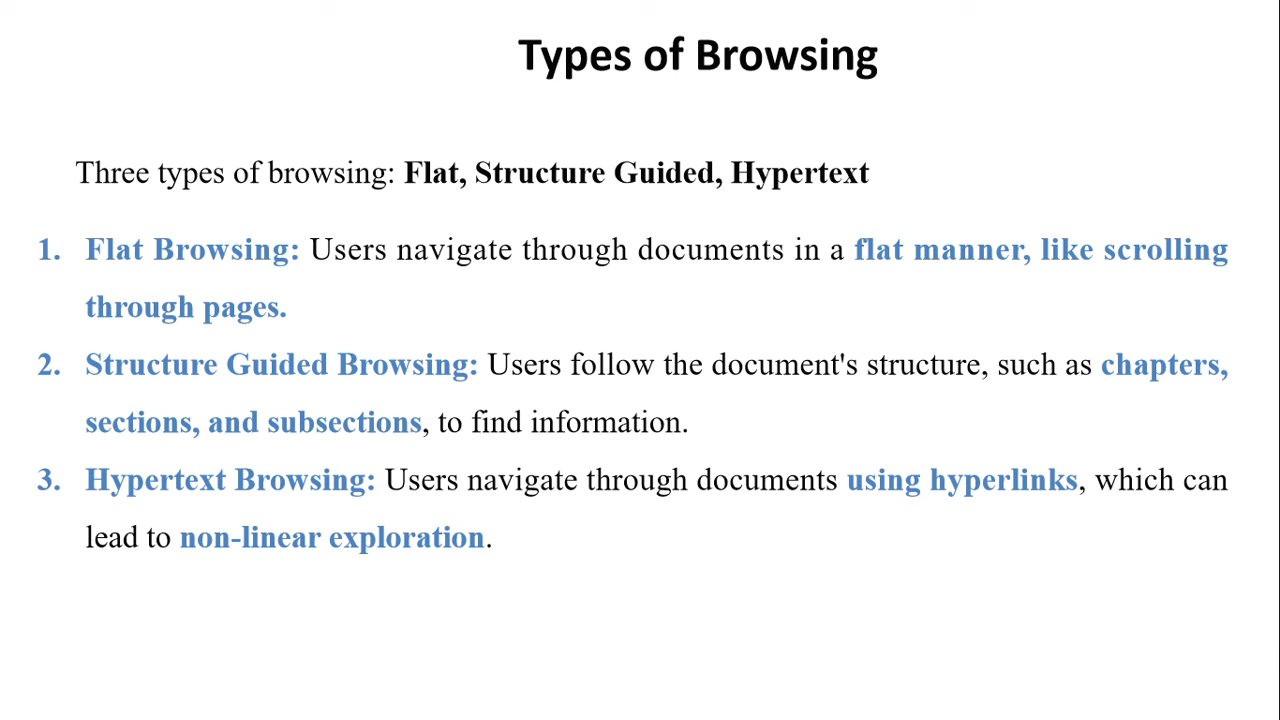 Types of Browsing
Three types of browsing: Flat, Structure Guided, Hypertext
1. Flat Browsing: Users navigate through documents in a flat manner, like scrolling
through pages.
2. Structure Guided Browsing: Users follow the document's structure, such as chapters,
sections, and subsections, to find information.
3. Hypertext Browsing: Users navigate through documents using hyperlinks, which can
lead to non-linear exploration.